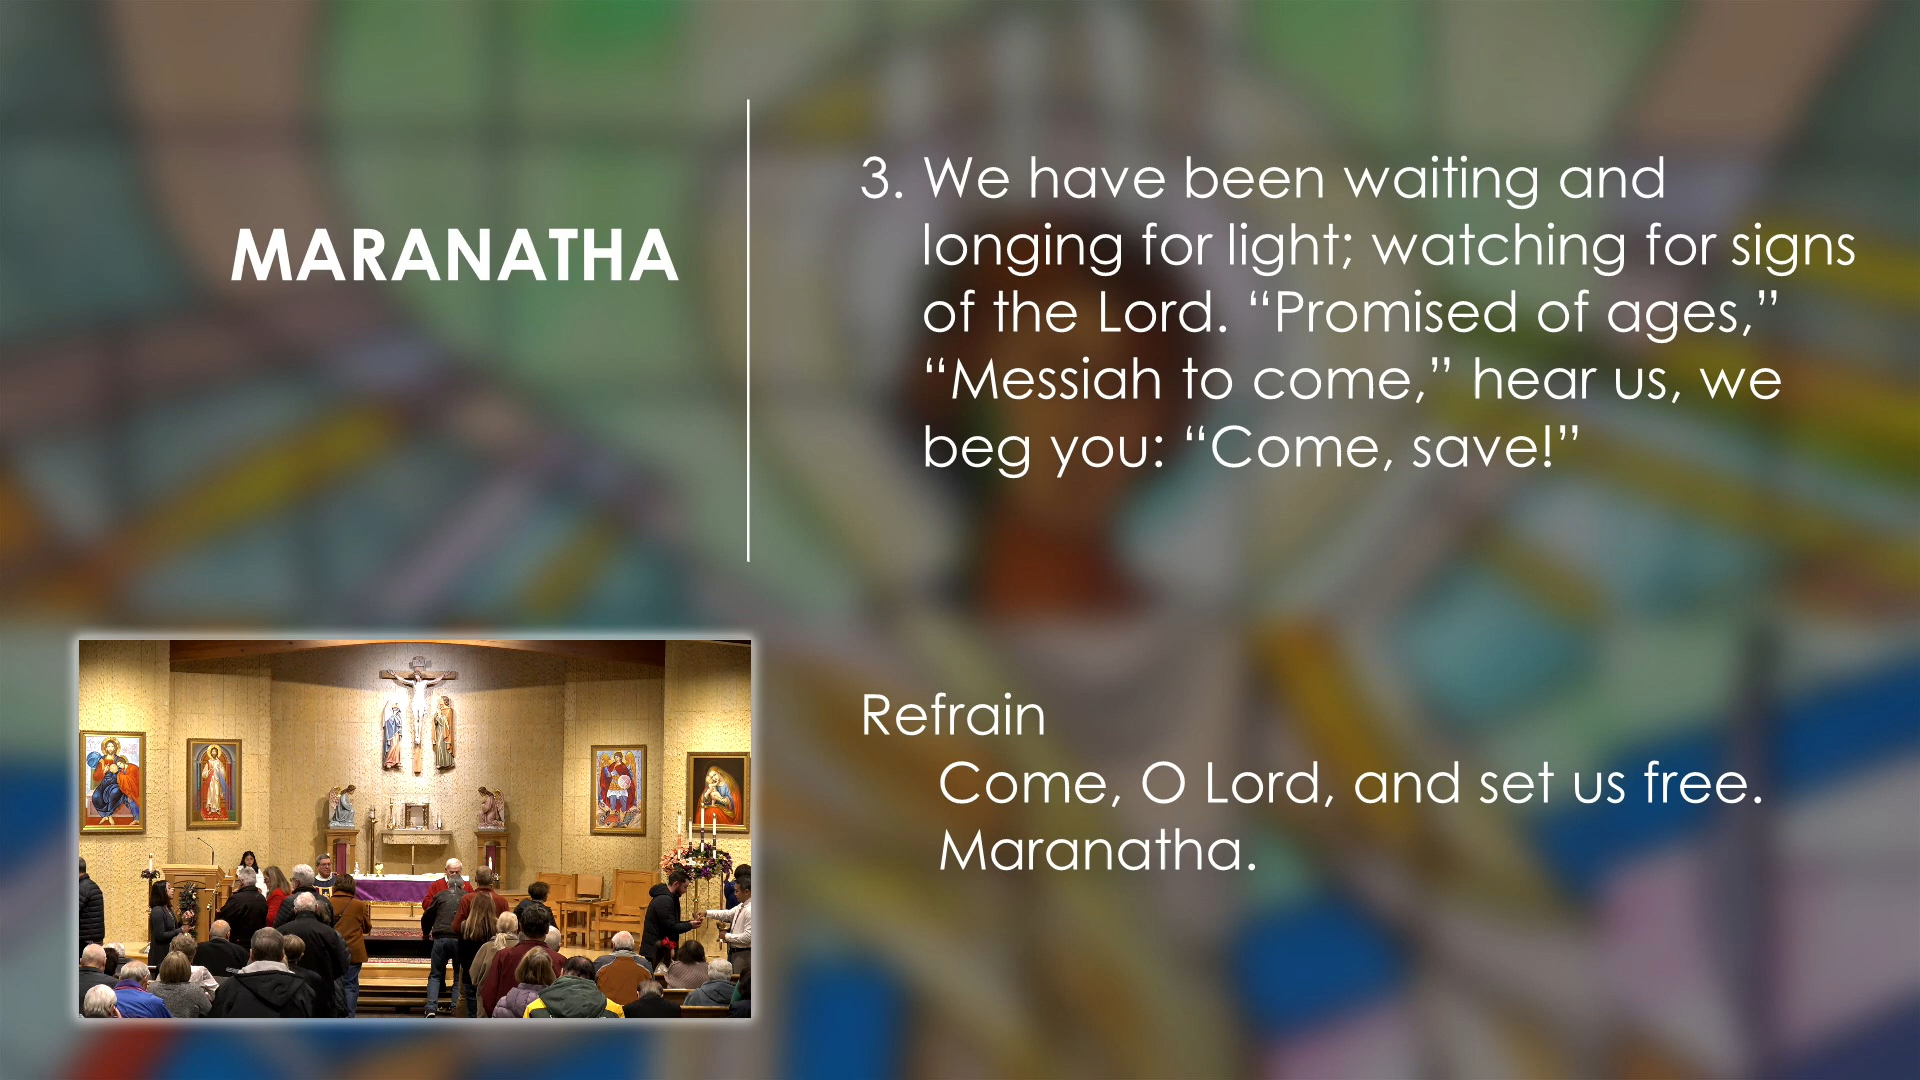 MARANATHA
3. We have been waiting and
longing for light; watching for signs
of the Lord. “Promised of ages,”
“Messiah to come,” hear us, we
beg you: “Come, save!”
Refrain
Come, O Lord, and set us free.
Maranatha.